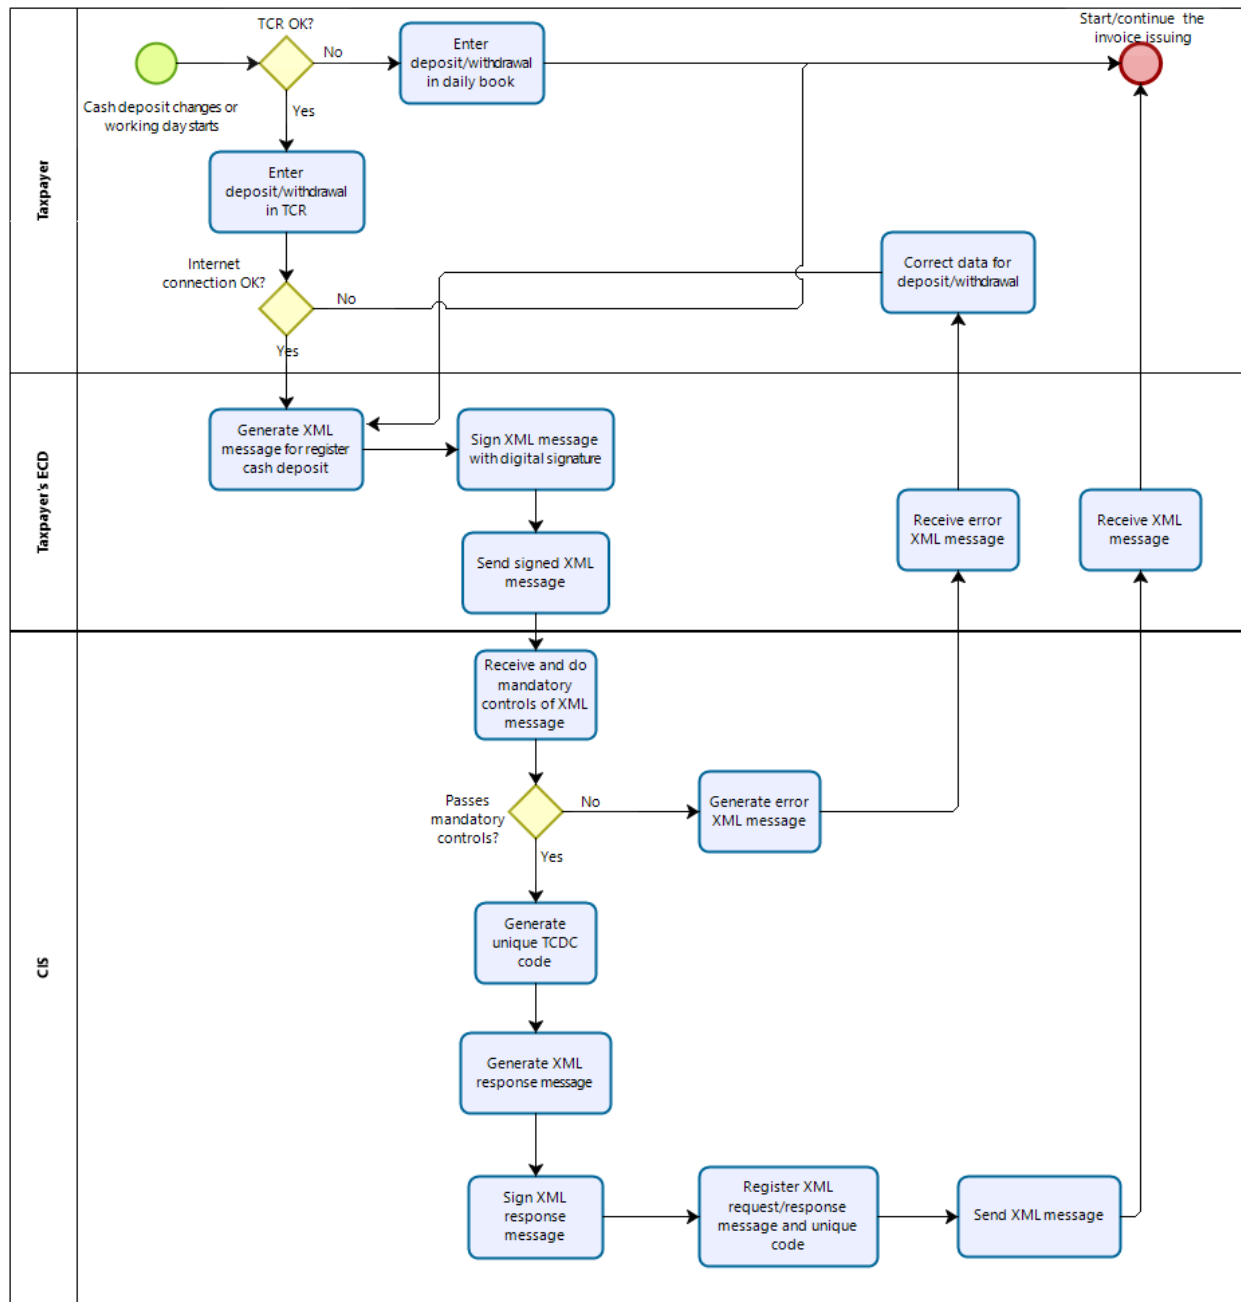 TCR OK?
Start/continue the
invoice issuing
No
Enter
deposit/withdrawal
in daily book
Cash deposit changes or
working day starts
Yes
Taxpayer
Enter
deposit/withdrawal
in TCR
Internet
connection OK?
No
Correct data for
deposit/withdrawal
Yes
Taxpayer's ECD
Generate XML
message for register
cash deposit
Sign XML message
with digital signature
Receive error
XML message
Receive XML
message
Send signed XML
message
CIS
Receive and do
mandatory
controls of XML
message
Passes
mandatory
controls?
No
Generate error
XML message
Yes
Generate
unique TCDC
code
Generate XML
response message
Sign XML
response
message
Register XML
request/response
message and unique
code
Send XML message